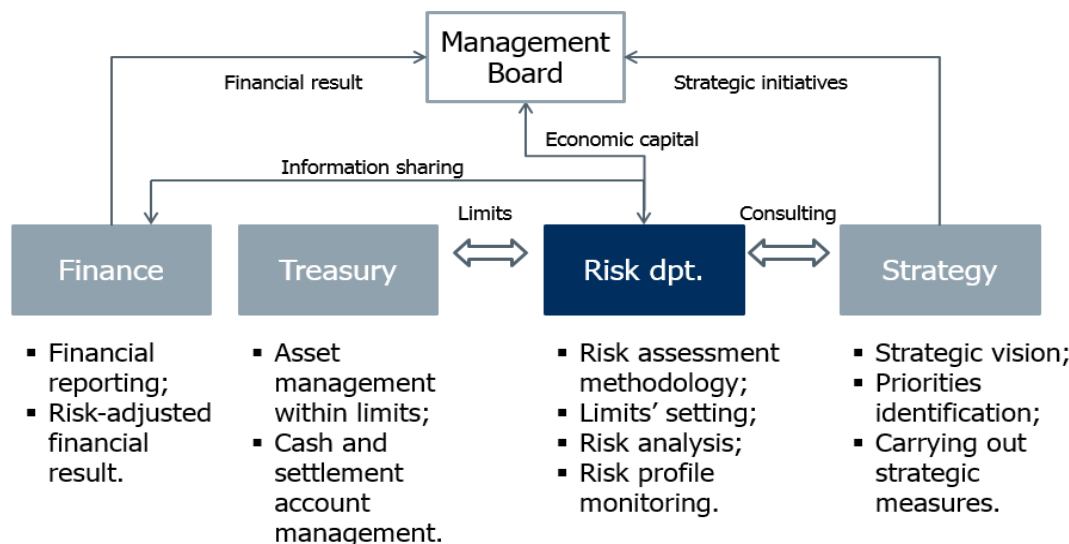 Management
Board
Financial result
Strategic initiatives
Economic capital
Information sharing
Limits
Consulting
Finance
Treasury
Risk dpt.
Strategy
▪ Financial
reporting;
▪ Risk-adjusted
financial
result.
▪ Asset
management
within limits;
▪ Cash and
settlement
account
management.
▪ Risk assessment
methodology;
▪ Limits’ setting;
▪ Risk analysis;
▪ Risk profile
monitoring.
▪ Strategic vision;
▪ Priorities
identification;
▪ Carrying out
strategic
measures.